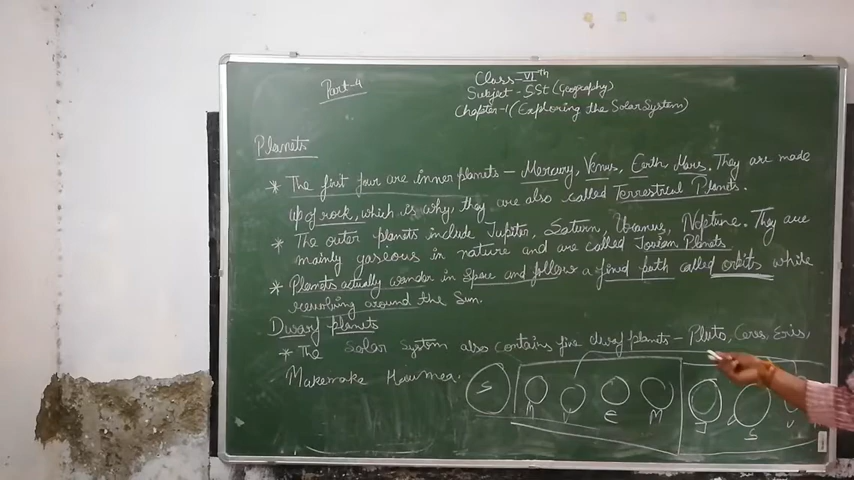 Part-4
Class-VIth
Subject - SSt (Geography)
Chapter-1 (Exploring the Solar System)
Planets
* The first four are inner planets - Mercury, Venus, Earth, Mars. They are made
up of rock, which is why, they are also called Terrestrial Planets.
* The outer planets include Jupiter, Saturn, Uranus, Neptune. They are
mainly gaseous in nature and are called Jovian Planets
* Planets actually wander in space and follows a fixed path called orbits while
revolving around the Sun.
Dwarf planets
* The Solar System also contains five dwarf planets - Pluto, Ceres, Eris,
Makemake Haumea.
S
M V E M J S